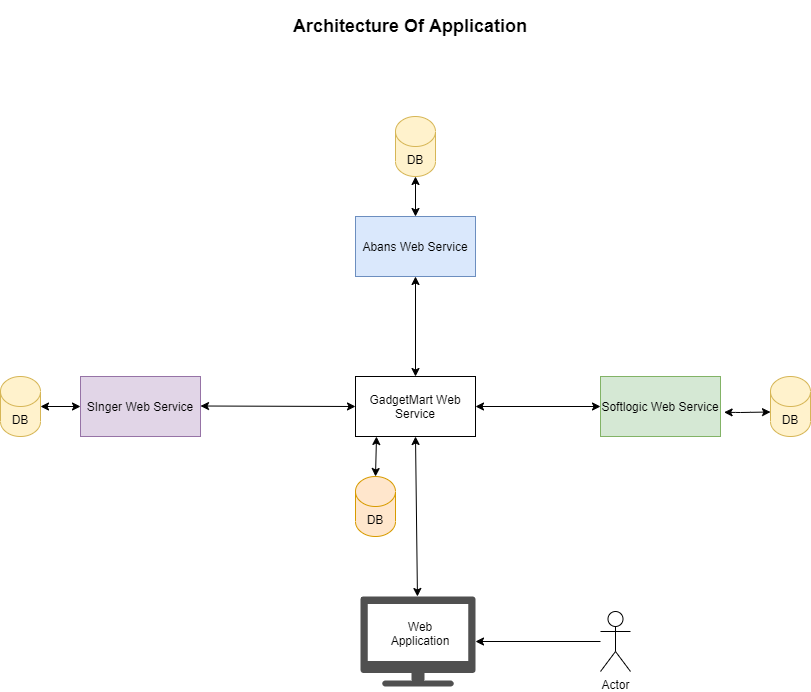 Architecture Of Application
DB
Abans Web Service
DB
SInger Web Service
GadgetMart Web
Service
Softlogic Web Service
DB
DB
Web
Application
Actor